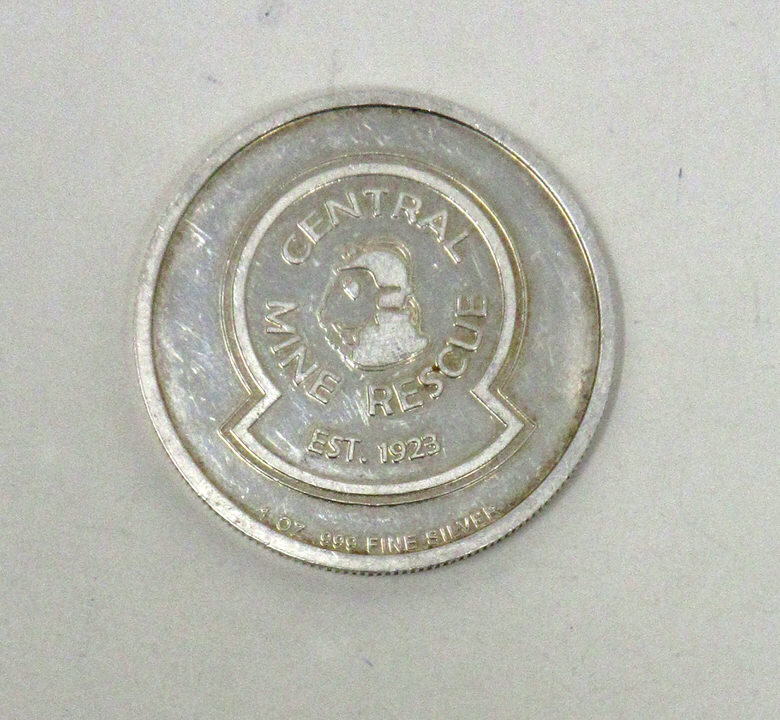 CENTRAL
MINE RESCUE
EST. 1923
1 OZ .999 FINE SILVER